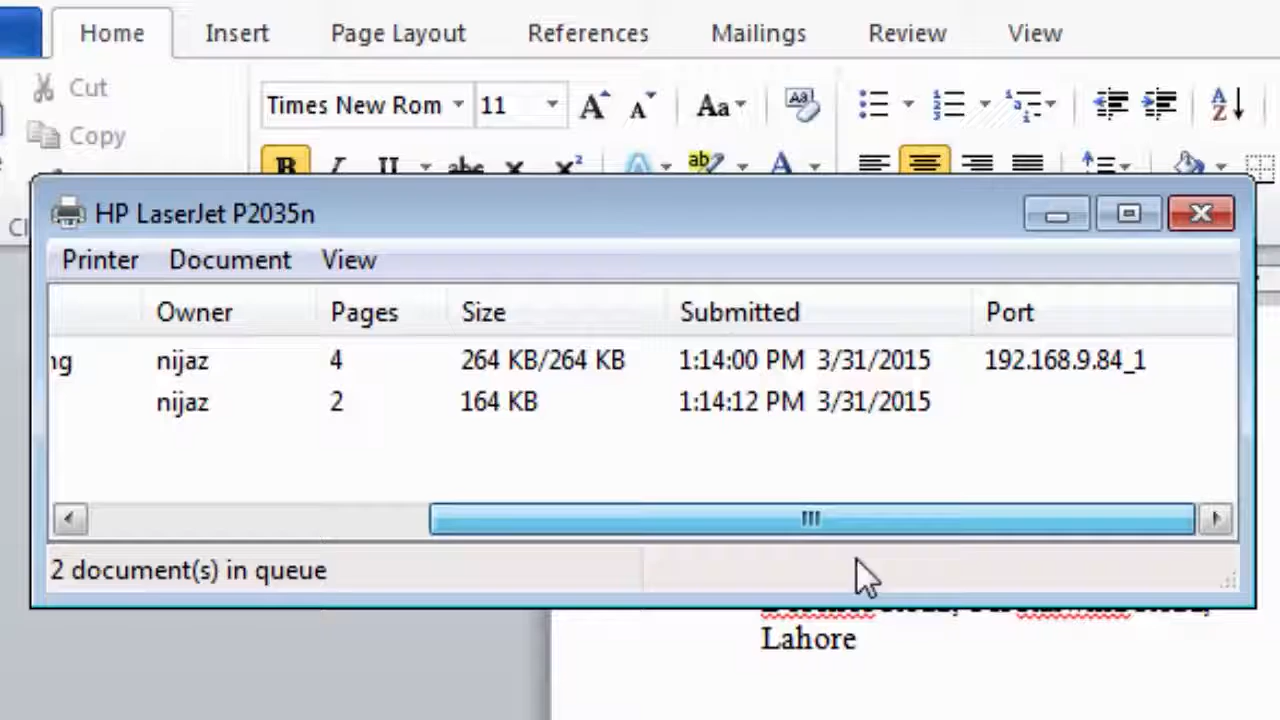 Home Insert Page Layout References Mailings Review View
Cut
Times New Rom 11 A A Aa
Copy
B I U abc x x²
HP LaserJet P2035n
Printer Document View
Owner Pages Size Submitted Port
ng nijaz 4 264 KB/264 KB 1:14:00 PM 3/31/2015 192.168.9.84_1
nijaz 2 164 KB 1:14:12 PM 3/31/2015
2 document(s) in queue
Lahore